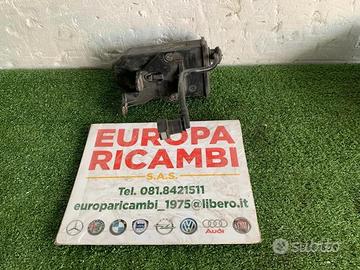 EUROPA
RICAMBI
S.A.S.
Tel. 081.8421511
europaricambi_1975@libero.it
Audi
subito